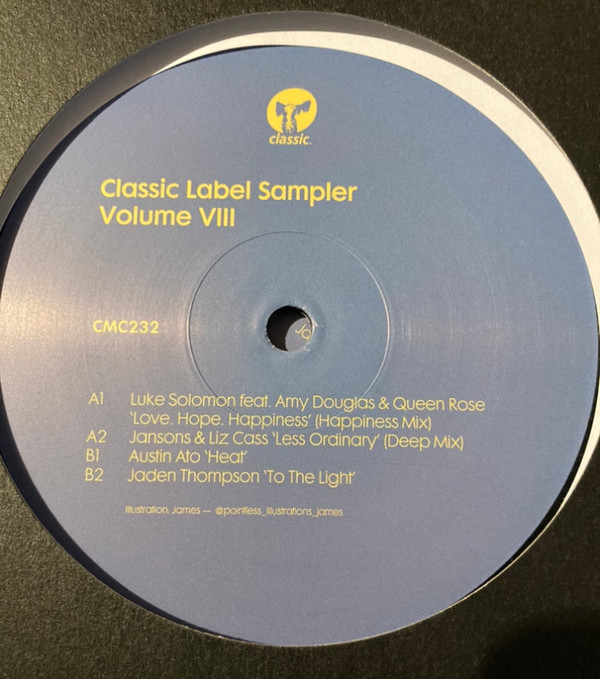 classic.
Classic Label Sampler
Volume VIII
CMC232
A1 Luke Solomon feat. Amy Douglas & Queen Rose
'Love. Hope. Happiness' (Happiness Mix)
A2 Jansons & Liz Cass 'Less Ordinary' (Deep Mix)
B1 Austin Ato 'Heat'
B2 Jaden Thompson 'To The Light'
Illustration: James — @pointless_illustrations_james